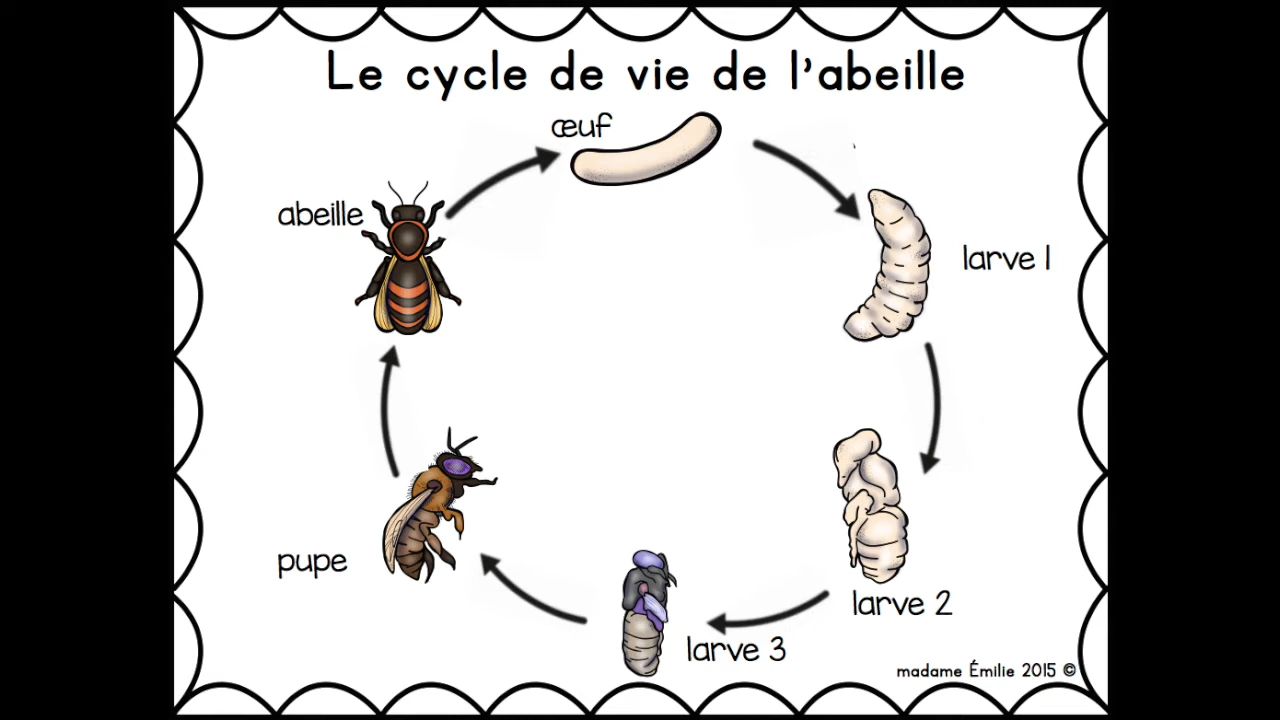 Le cycle de vie de l'abeille
œuf
abeille
larve 1
pupe
larve 2
larve 3
madame Émilie 2015 ©